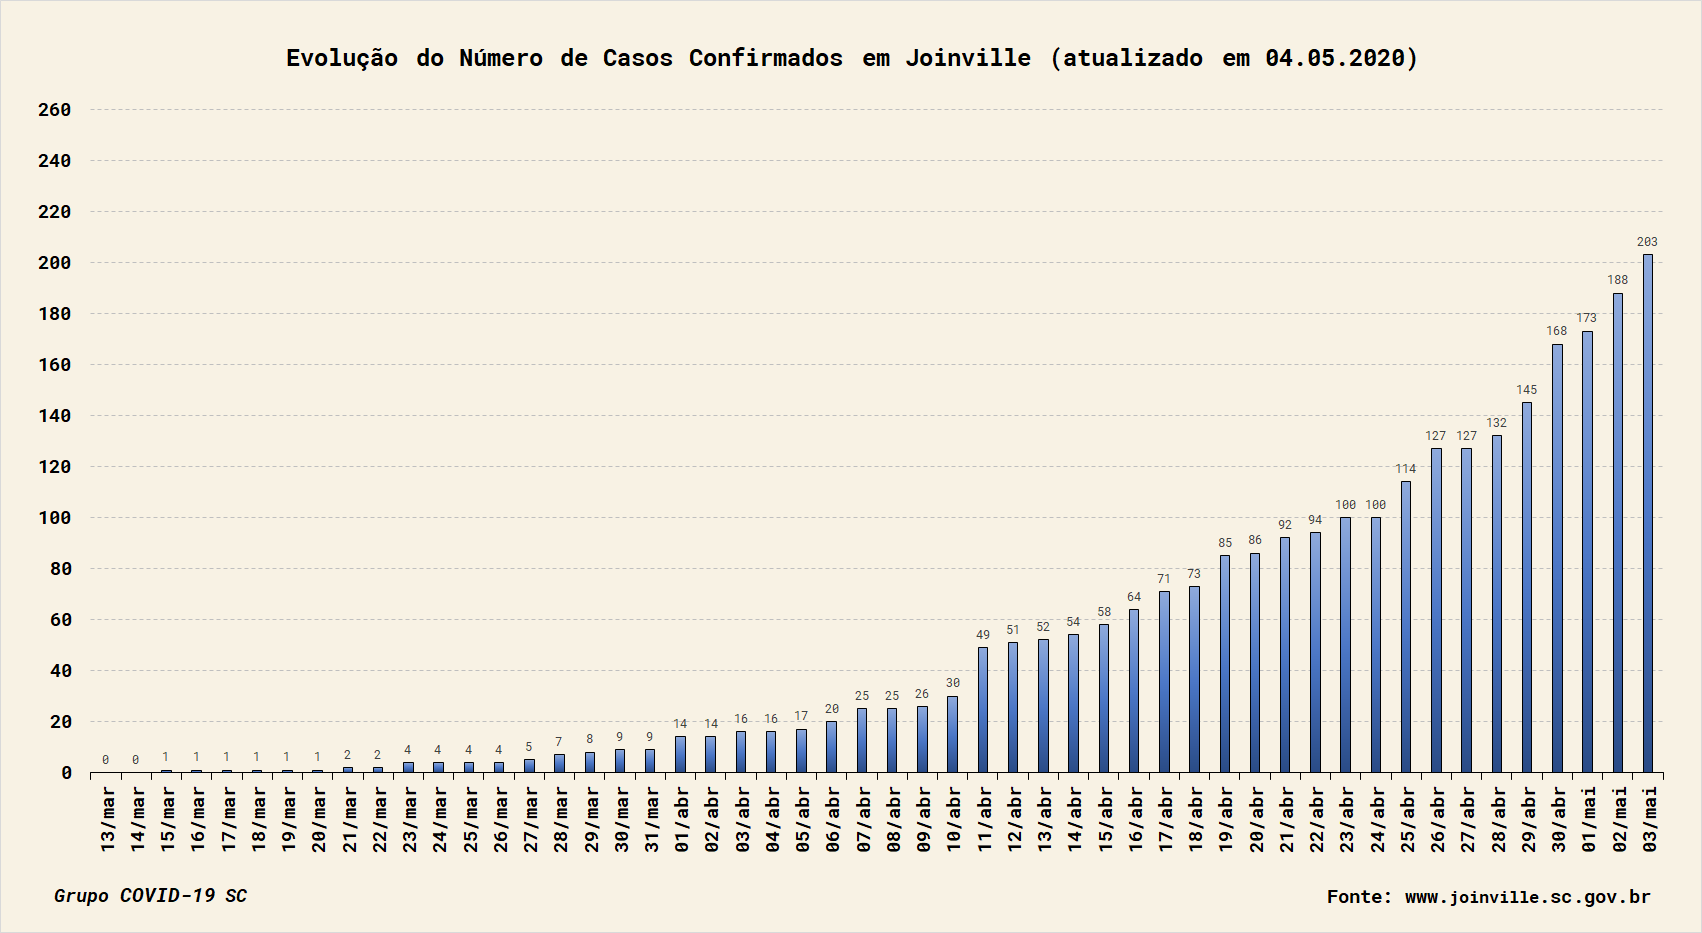 Evolução do Número de Casos Confirmados em Joinville (atualizado em 04.05.2020)
260
240
220
200
180
160
140
120
100
80
60
40
20
0
0 0 1 1 1 1 1 1 2 2 4 4 4 4 5 7 8 9 9 14 14 16 16 17 20 25 25 26 30 49 51 52 54 58 64 71 73 85 86 92 94 100 100 114 127 127 132 145 168 173 188 203
13/mar 14/mar 15/mar 16/mar 17/mar 18/mar 19/mar 20/mar 21/mar 22/mar 23/mar 24/mar 25/mar 26/mar 27/mar 28/mar 29/mar 30/mar 31/mar 01/abr 02/abr 03/abr 04/abr 05/abr 06/abr 07/abr 08/abr 09/abr 10/abr 11/abr 12/abr 13/abr 14/abr 15/abr 16/abr 17/abr 18/abr 19/abr 20/abr 21/abr 22/abr 23/abr 24/abr 25/abr 26/abr 27/abr 28/abr 29/abr 30/abr 01/mai 02/mai 03/mai
Grupo COVID-19 SC
Fonte: www.joinville.sc.gov.br